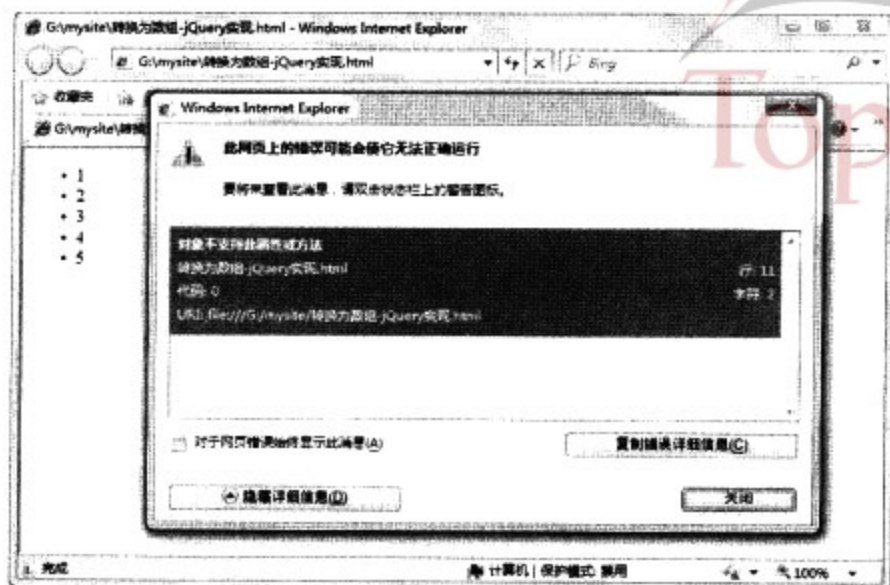 G:\mysite\转换为数组-jQuery实现.html - Windows Internet Explorer
G:\mysite\转换为数组-jQuery实现.html
Bing
收藏夹
G:\mysite\转换
Windows Internet Explorer
此网页上的错误可能会使它无法正确运行
要将来查看此消息，请双击状态栏上的警告图标。
• 1
• 2
• 3
• 4
• 5
对象不支持此属性或方法
转换为数组-jQuery实现.html 行: 11
代码: 0 字符: 2
URI: file:///G:/mysite/转换为数组-jQuery实现.html
对于网页错误始终显示此消息(A)
复制错误详细信息(C)
隐藏详细信息(D)
关闭
完成
计算机 | 保护模式: 禁用
100%
Top